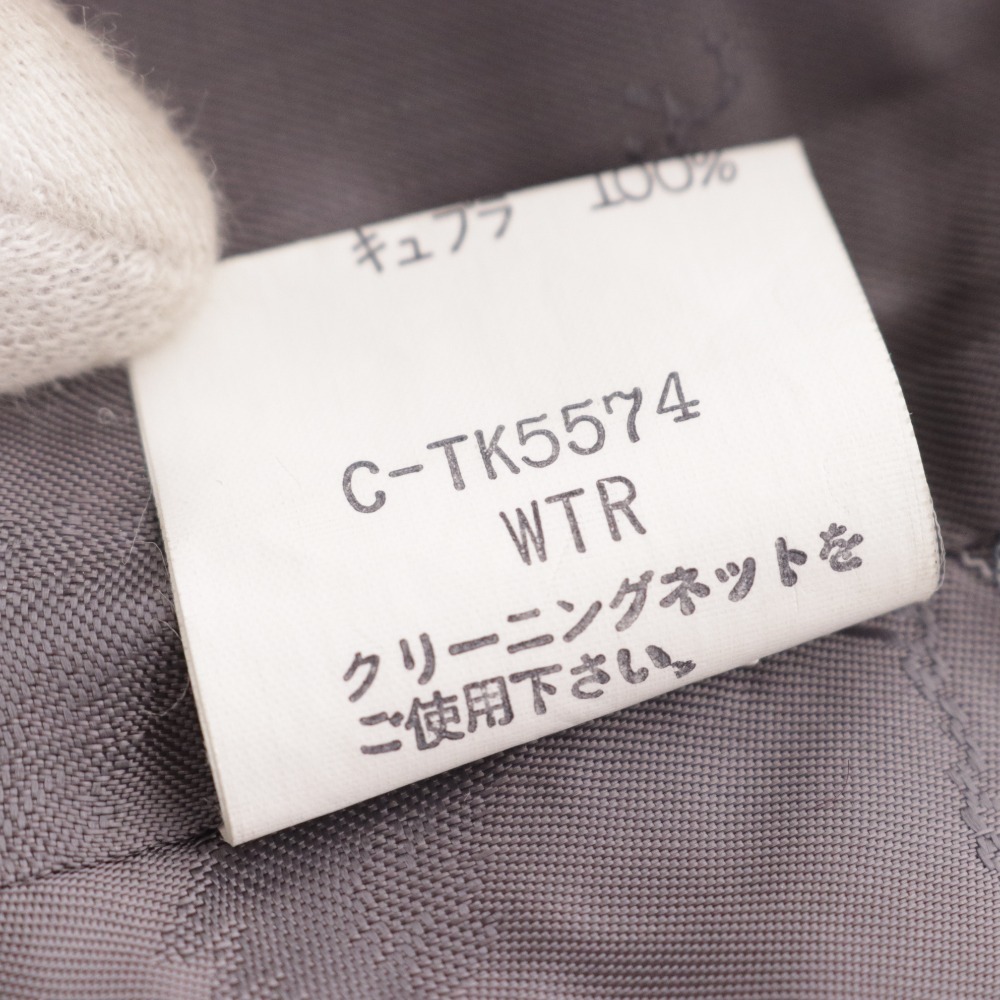 キュプラ 100%
C-TK5574
WTR
クリーニングネットを
ご使用下さい。